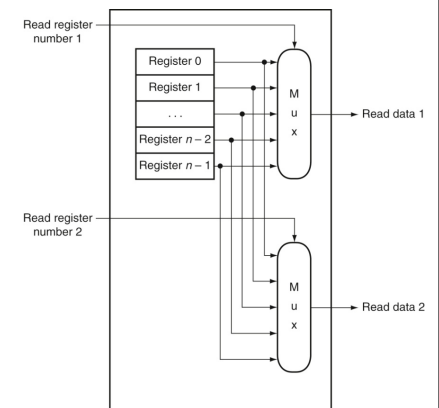 Read register
number 1
Register 0
Register 1
. . .
Register n – 2
Register n – 1
M
u
x
Read data 1
Read register
number 2
M
u
x
Read data 2